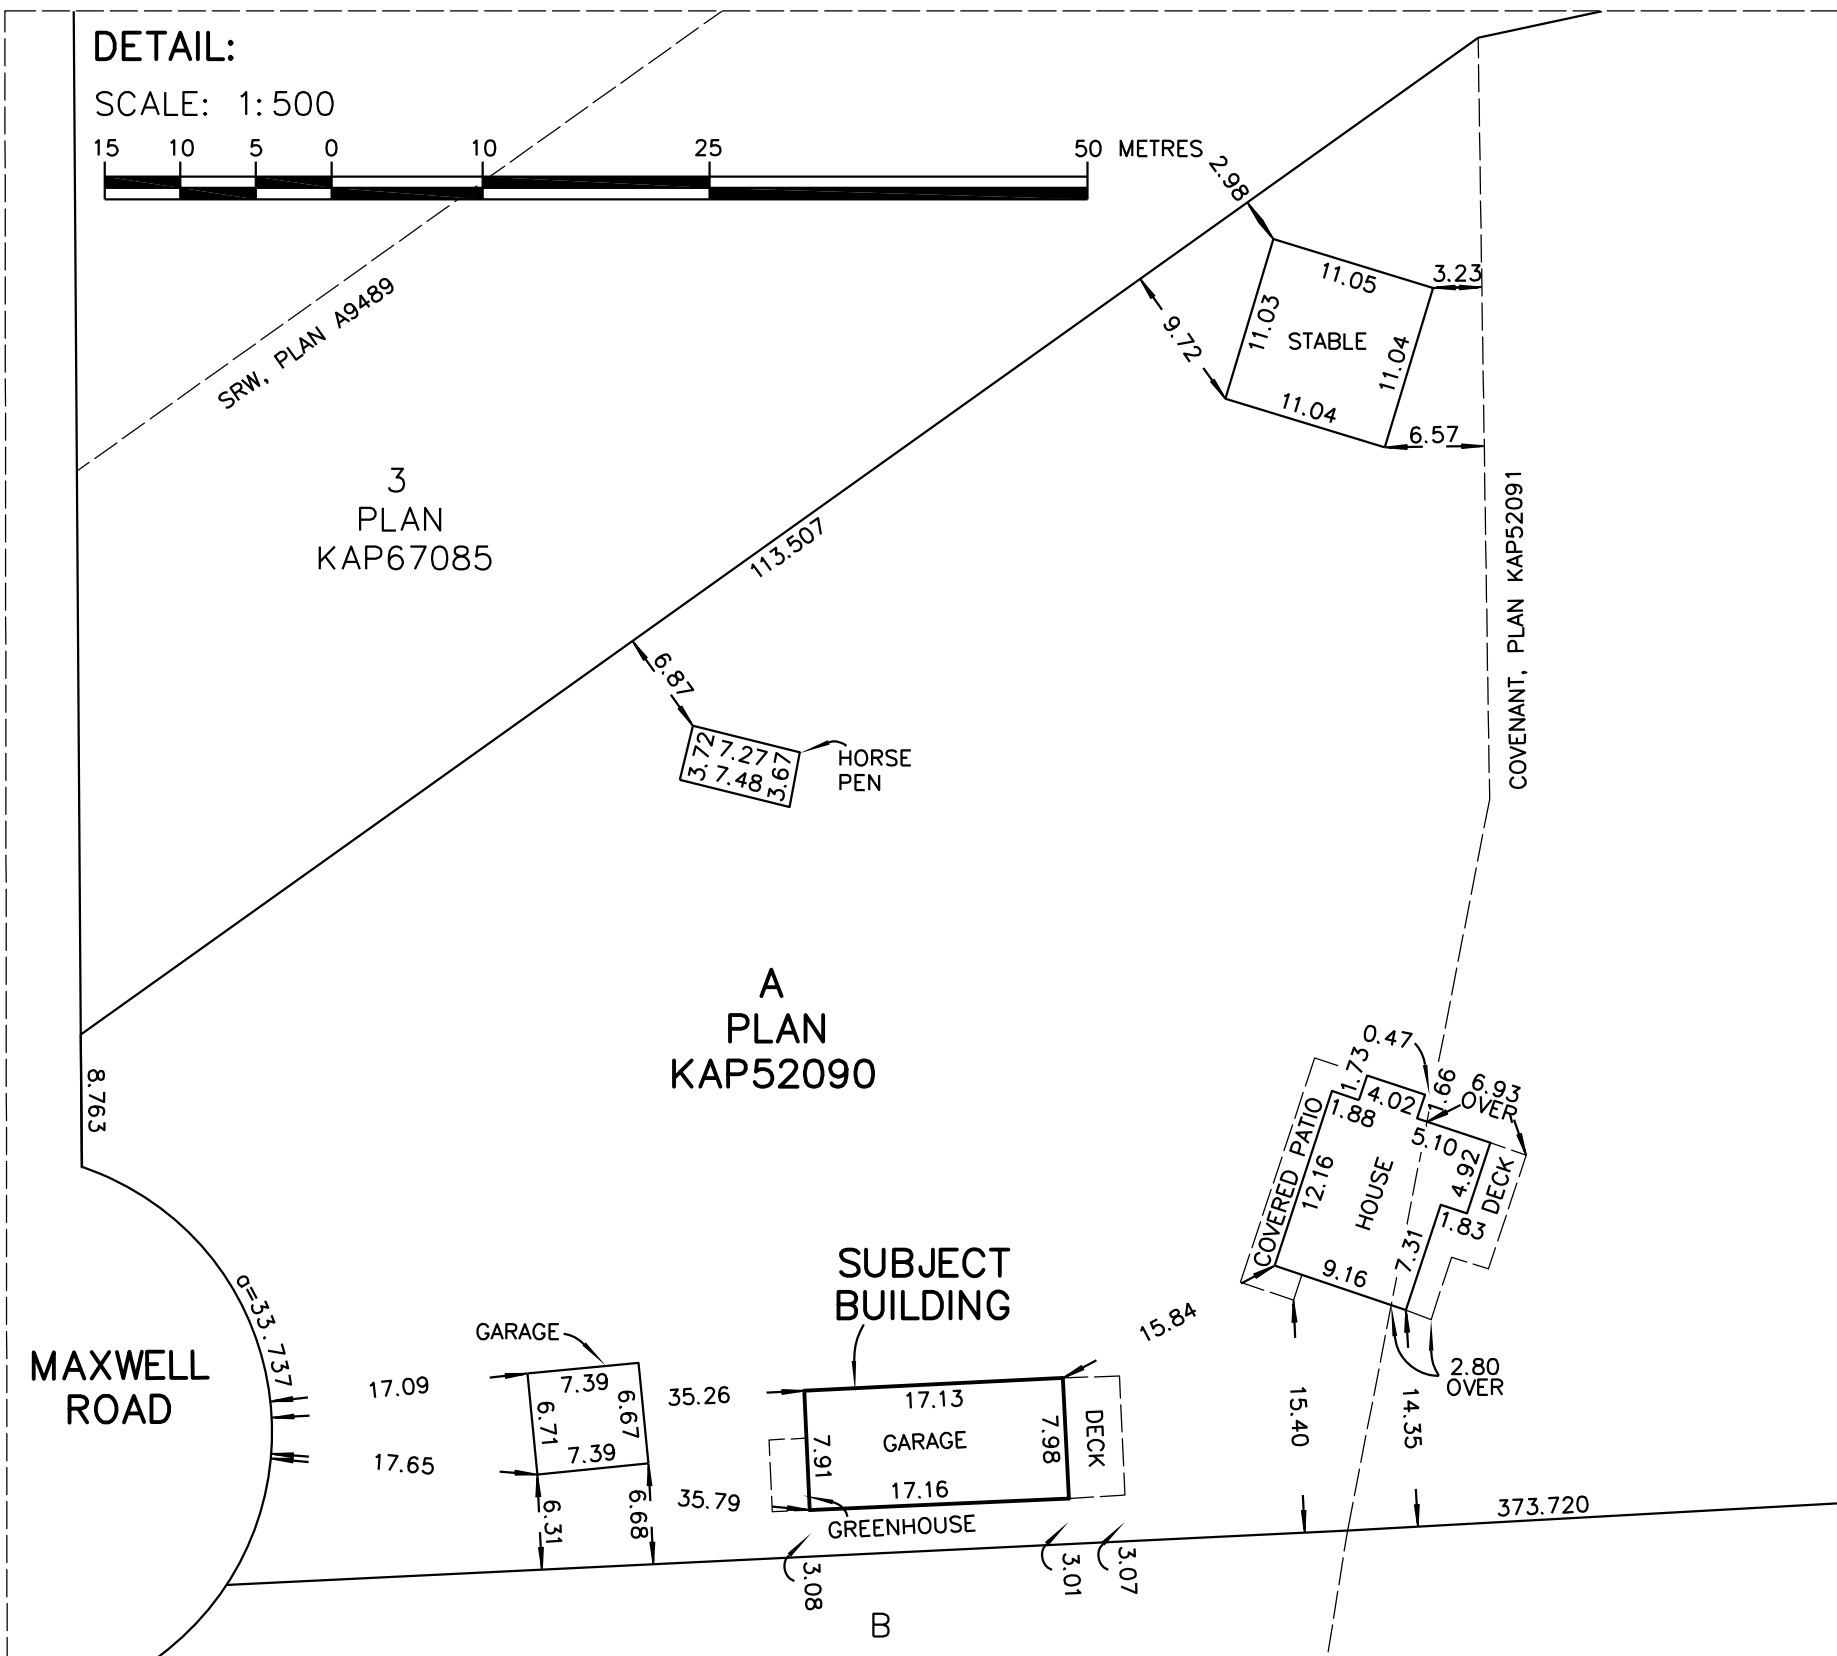 DETAIL:
SCALE: 1:500
15 10 5 0 10 25 50 METRES
2.98
11.05
3.23
11.03
STABLE
11.04
9.72
11.04
6.57
SRW, PLAN A9489
3
PLAN
KAP67085
113.507
COVENANT, PLAN KAP52091
6.87
3.72
7.27
7.48
3.67
HORSE
PEN
A
PLAN
KAP52090
8.763
0.47
1.73
1.66
6.93
OVER
4.02
1.88
5.10
COVERED PATIO
12.16
HOUSE
4.92
DECK
1.83
7.31
9.16
2.80
OVER
15.40
14.35
15.84
SUBJECT
BUILDING
a=33.737
MAXWELL
ROAD
GARAGE
17.09
7.39
6.71
6.67
7.39
17.65
35.26
17.13
GARAGE
7.91
7.98
DECK
17.16
35.79
GREENHOUSE
6.31
6.68
3.08
3.01
3.07
373.720
B